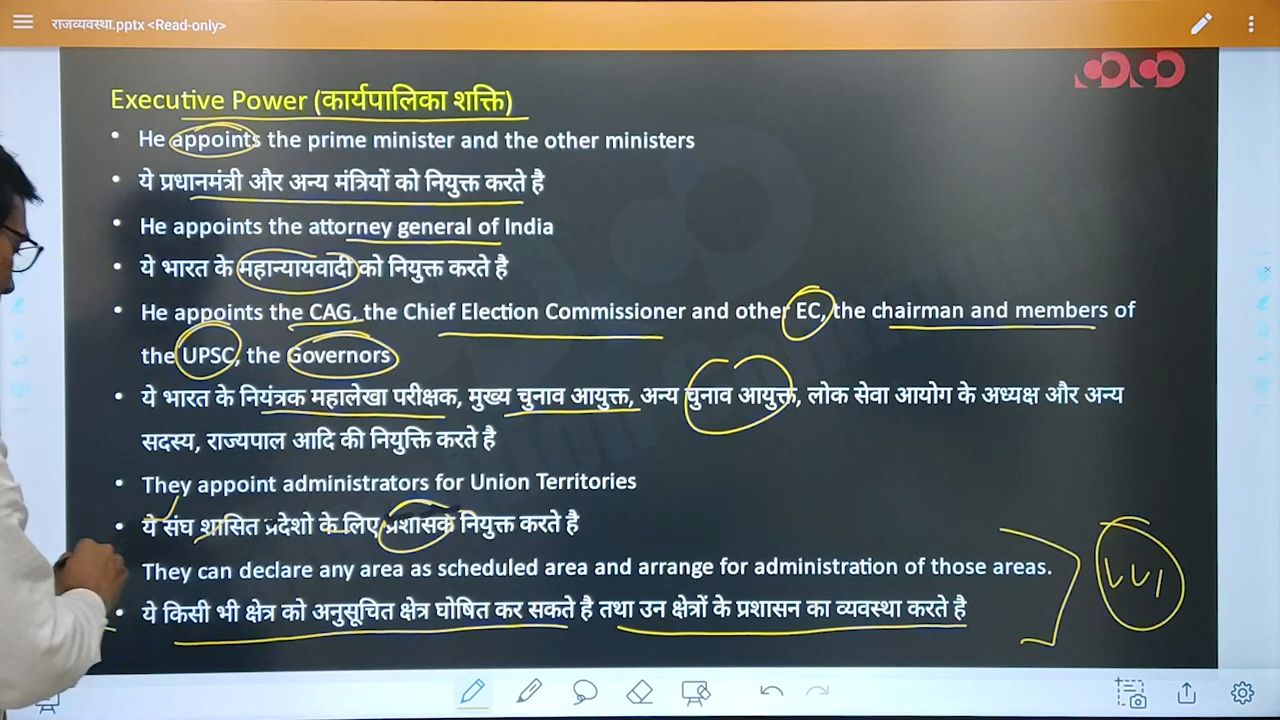 राजव्यवस्था.pptx <Read-only>
Executive Power (कार्यपालिका शक्ति)
• He appoints the prime minister and the other ministers
• ये प्रधानमंत्री और अन्य मंत्रियों को नियुक्त करते है
• He appoints the attorney general of India
• ये भारत के महान्यायवादी को नियुक्त करते है
• He appoints the CAG, the Chief Election Commissioner and other EC, the chairman and members of
the UPSC, the Governors
• ये भारत के नियंत्रक महालेखा परीक्षक, मुख्य चुनाव आयुक्त, अन्य चुनाव आयुक्त, लोक सेवा आयोग के अध्यक्ष और अन्य
सदस्य, राज्यपाल आदि की नियुक्ति करते है
• They appoint administrators for Union Territories
• ये संघ शासित प्रदेशो के लिए प्रशासक नियुक्त करते है
They can declare any area as scheduled area and arrange for administration of those areas.
• ये किसी भी क्षेत्र को अनुसूचित क्षेत्र घोषित कर सकते है तथा उन क्षेत्रों के प्रशासन का व्यवस्था करते है